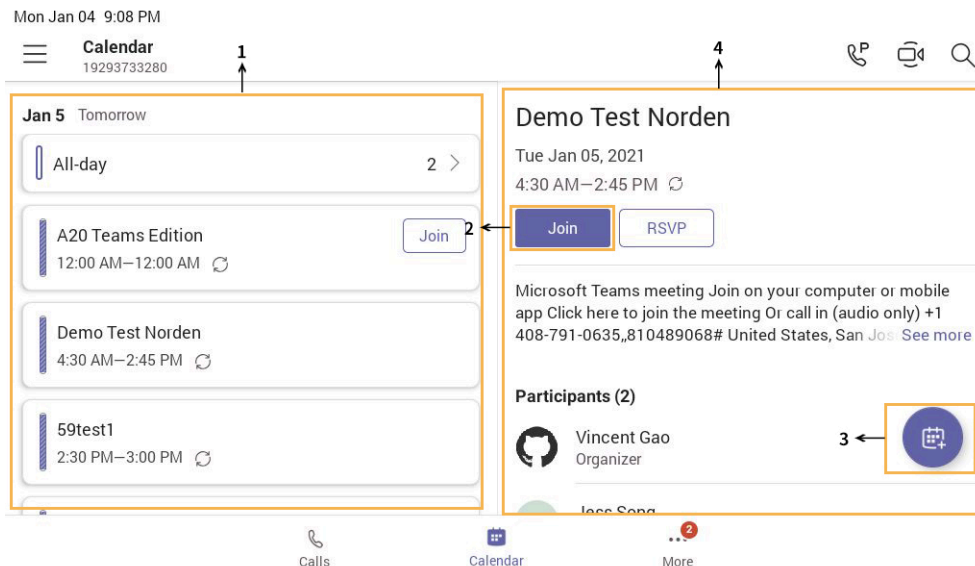 Mon Jan 04 9:08 PM
Calendar
19293733280
1
4
Jan 5 Tomorrow
All-day 2
A20 Teams Edition
12:00 AM—12:00 AM
Join
2
Demo Test Norden
4:30 AM—2:45 PM
59test1
2:30 PM—3:00 PM
Demo Test Norden
Tue Jan 05, 2021
4:30 AM—2:45 PM
Join RSVP
Microsoft Teams meeting Join on your computer or mobile
app Click here to join the meeting Or call in (audio only) +1
408-791-0635,,810489068# United States, San Jos See more
Participants (2)
Vincent Gao
Organizer
3
Jess Song
Calls
Calendar
2
More